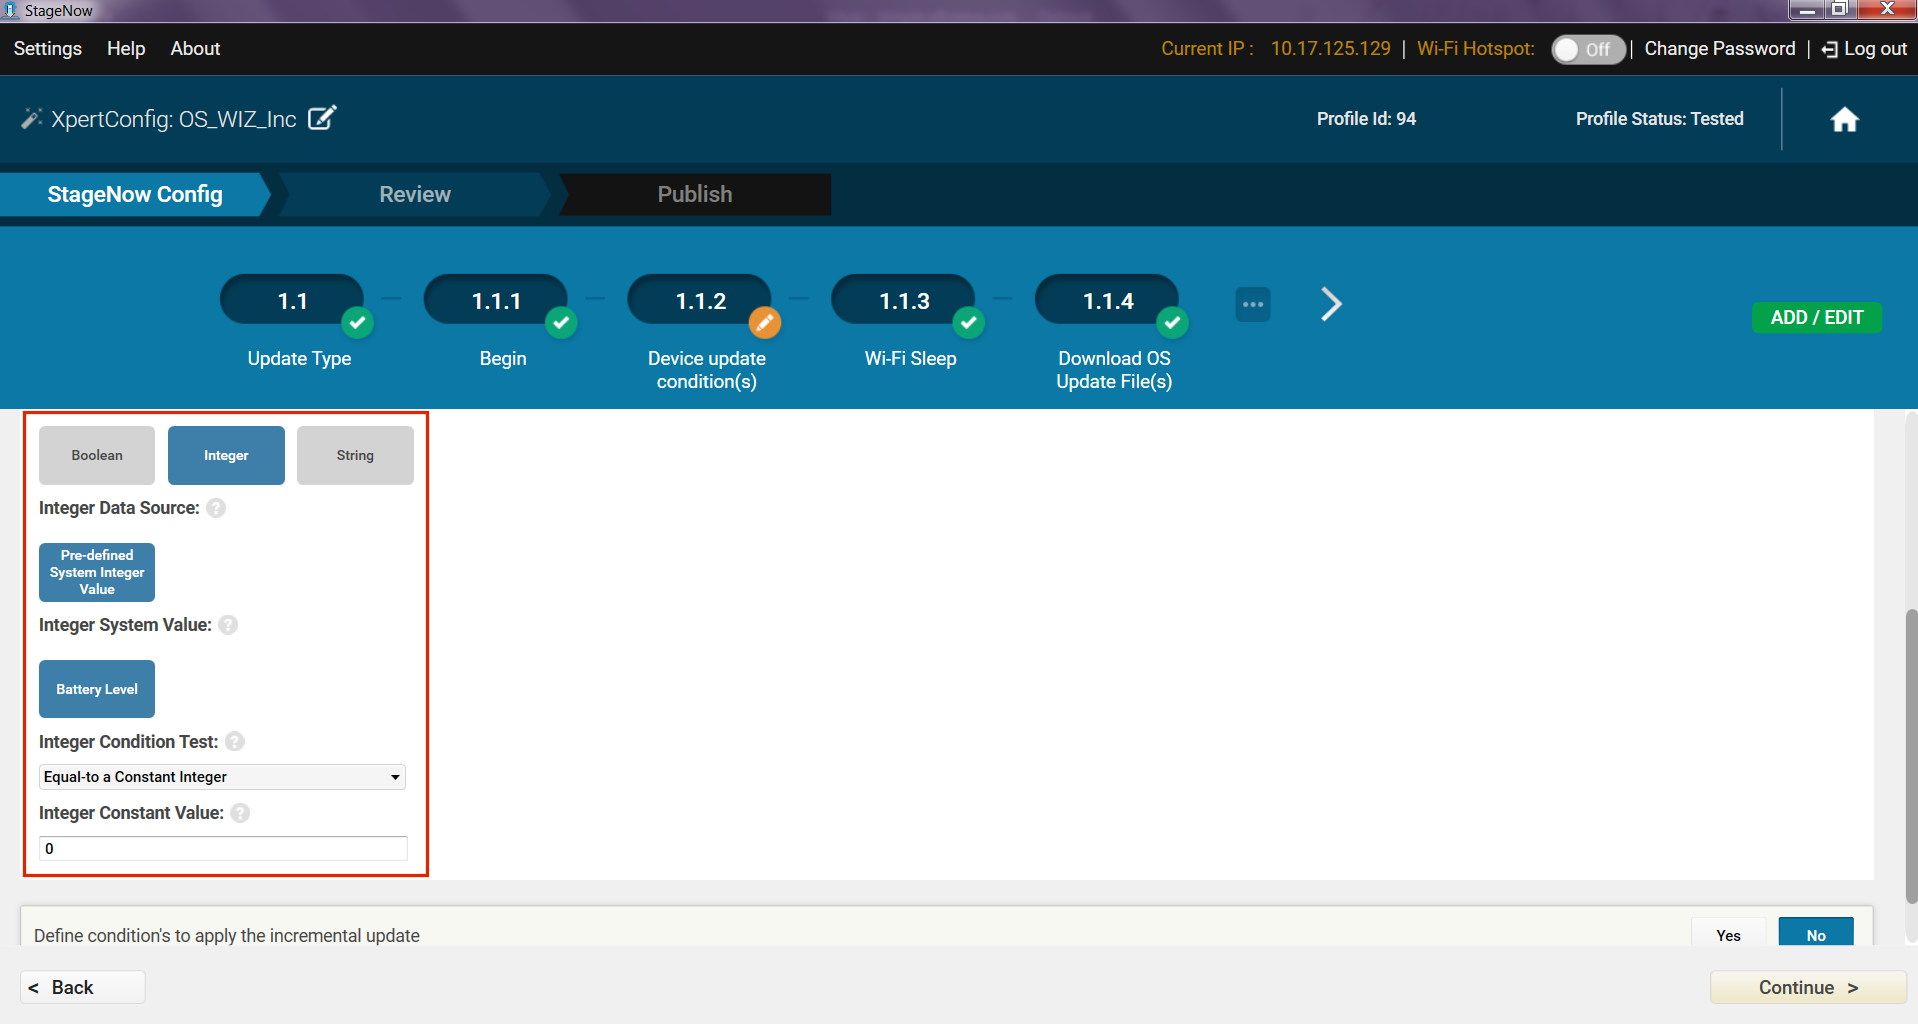 StageNow
Settings Help About
Current IP : 10.17.125.129 | Wi-Fi Hotspot: Off | Change Password | Log out
XpertConfig: OS_WIZ_Inc
Profile Id: 94
Profile Status: Tested
StageNow Config
Review
Publish
1.1
1.1.1
1.1.2
1.1.3
1.1.4
Update Type
Begin
Device update
condition(s)
Wi-Fi Sleep
Download OS
Update File(s)
ADD / EDIT
Boolean
Integer
String
Integer Data Source: ?
Pre-defined
System Integer
Value
Integer System Value: ?
Battery Level
Integer Condition Test: ?
Equal-to a Constant Integer
Integer Constant Value: ?
0
Define condition's to apply the incremental update
Yes
No
< Back
Continue >